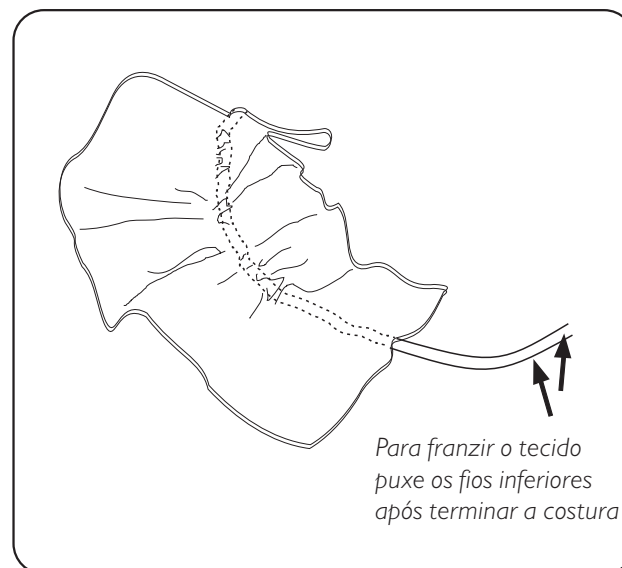 Para franzir o tecido
puxe os fios inferiores
após terminar a costura